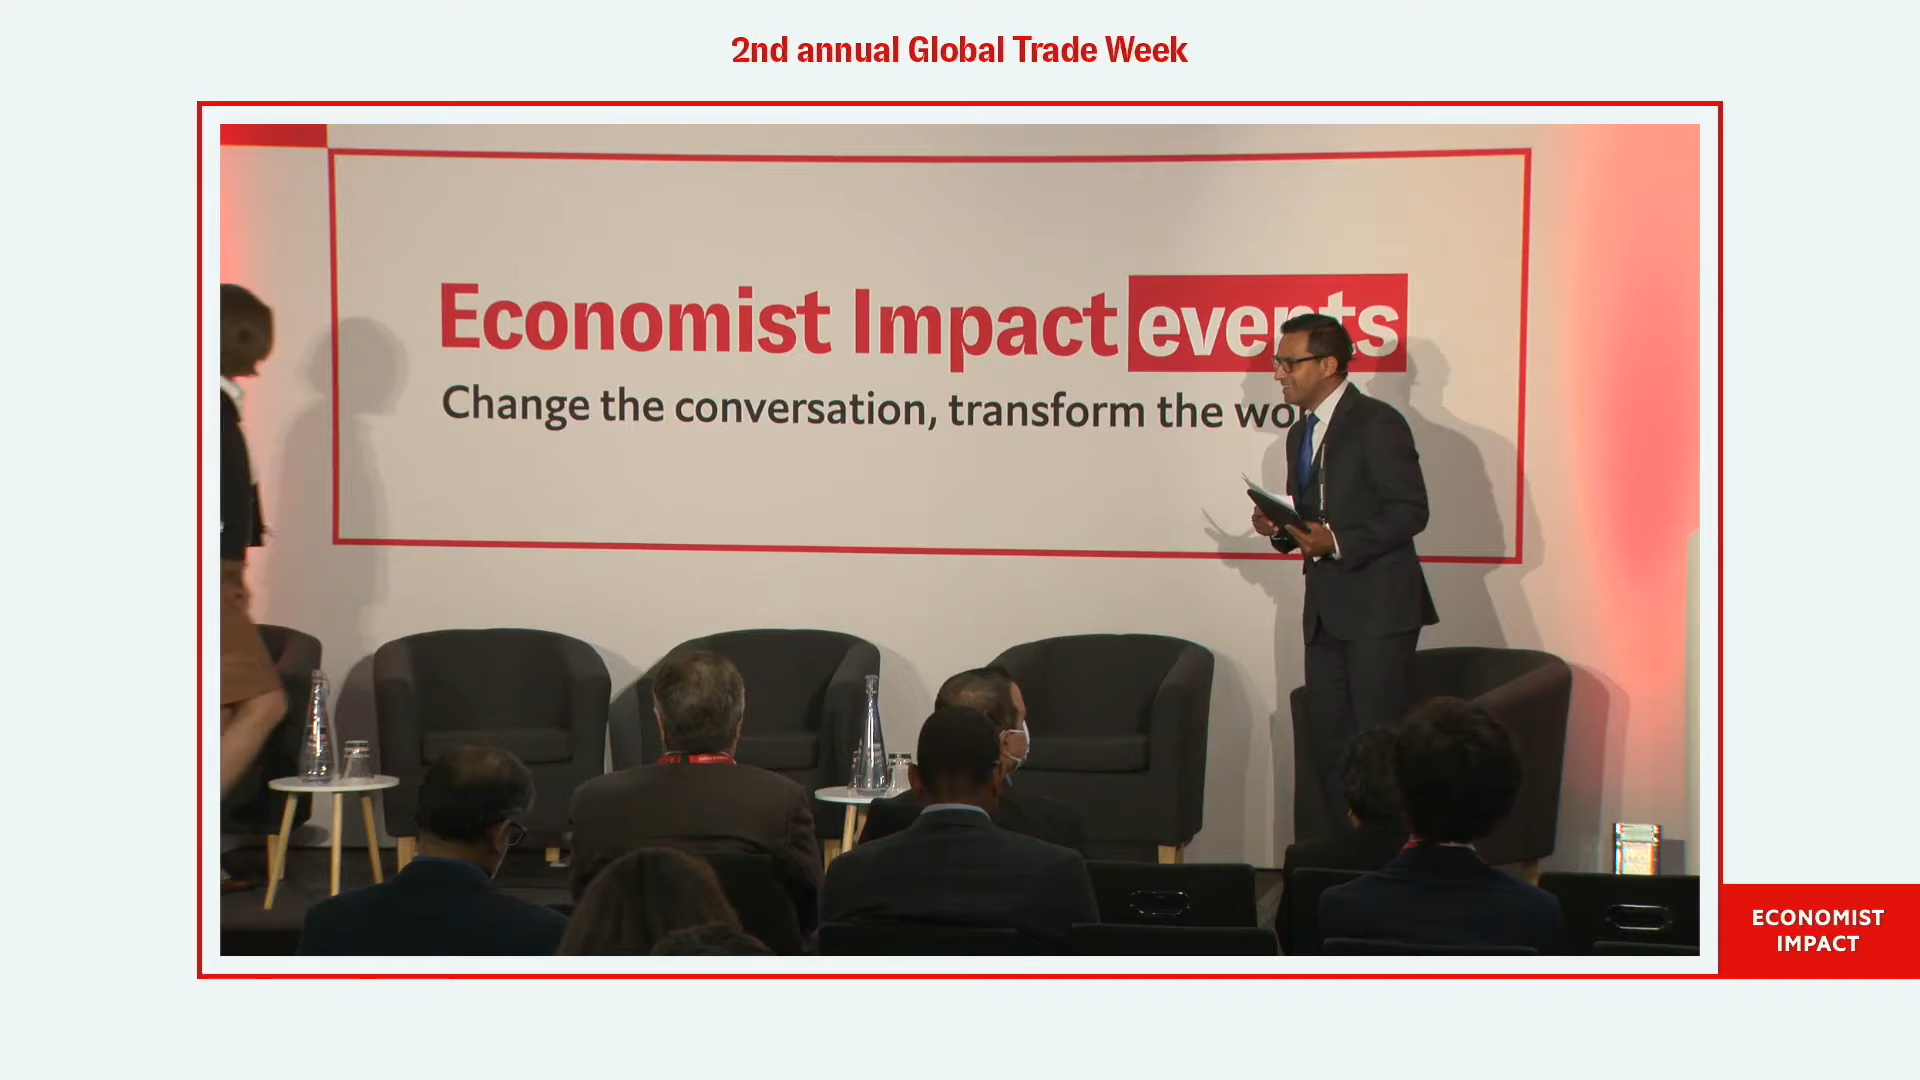 2nd annual Global Trade Week
Economist Impact events
Change the conversation, transform the wo
ECONOMIST
IMPACT